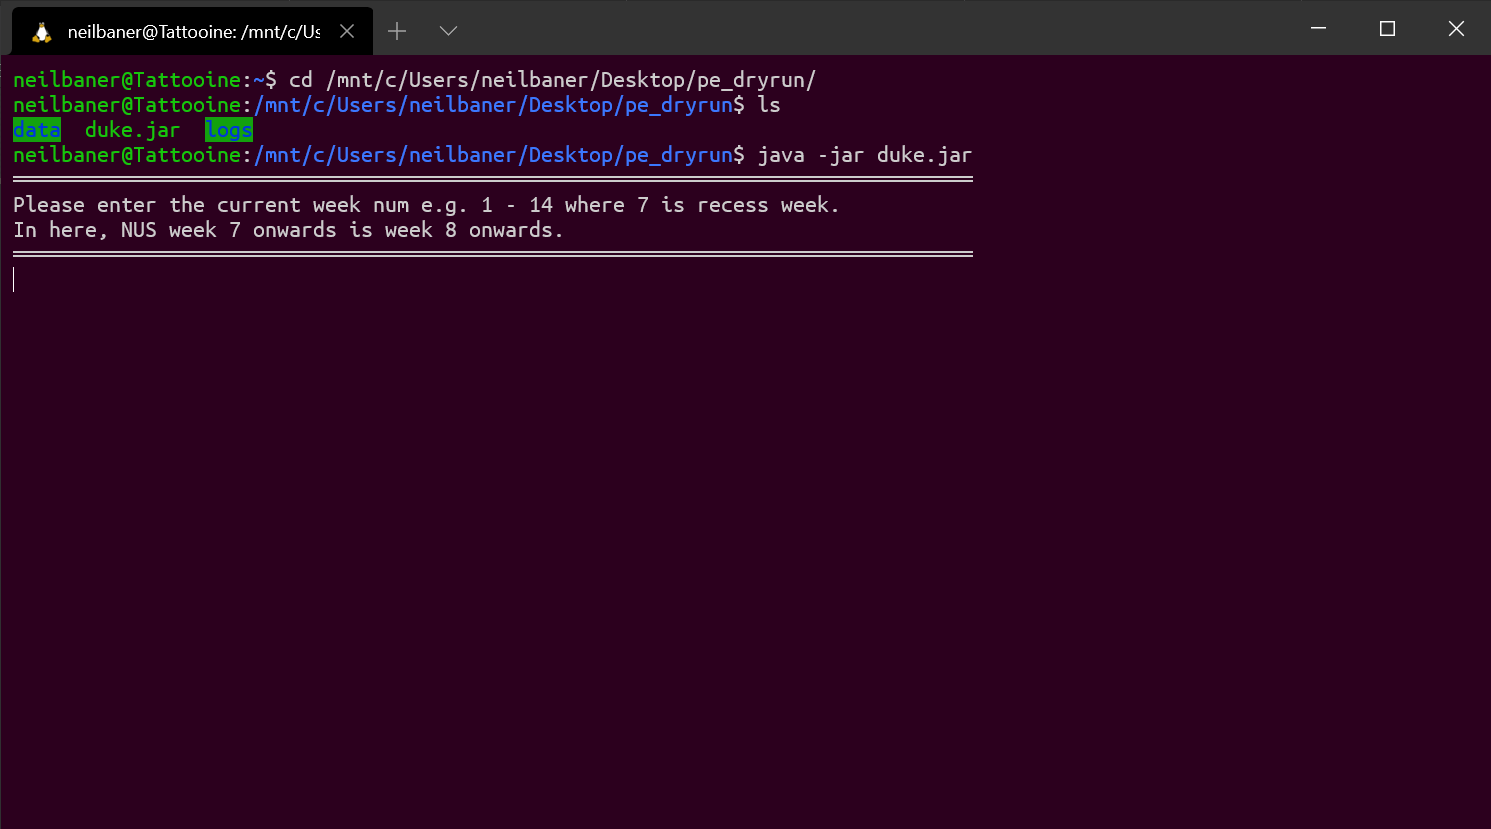 neilbaner@Tattooine: /mnt/c/Us
neilbaner@Tattooine:~$ cd /mnt/c/Users/neilbaner/Desktop/pe_dryrun/
neilbaner@Tattooine:/mnt/c/Users/neilbaner/Desktop/pe_dryrun$ ls
data  duke.jar  logs
neilbaner@Tattooine:/mnt/c/Users/neilbaner/Desktop/pe_dryrun$ java -jar duke.jar
Please enter the current week num e.g. 1 - 14 where 7 is recess week.
In here, NUS week 7 onwards is week 8 onwards.